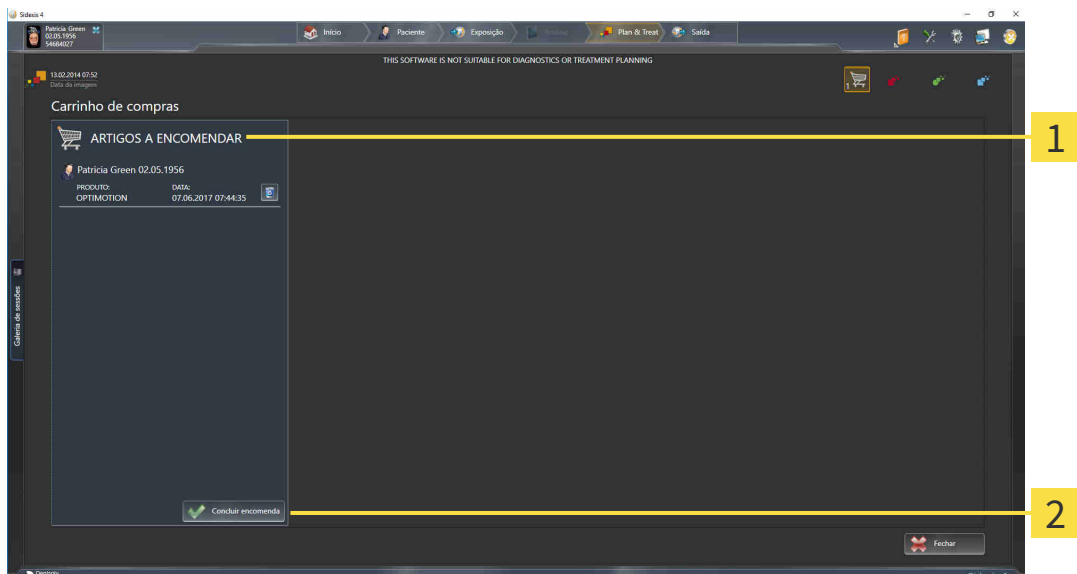 Sidexis 4
Patricia Green
02.05.1956
54684027
Início
Paciente
Exposição
Plan & Treat
Saída
THIS SOFTWARE IS NOT SUITABLE FOR DIAGNOSTICS OR TREATMENT PLANNING
13.02.2014 07:52
Data da imagem
1
Carrinho de compras
ARTIGOS A ENCOMENDAR
1
Patricia Green 02.05.1956
PRODUTO: DATA:
OPTIMOTION 07.06.2017 07:44:35
Galeria de sessões
Concluir encomenda
2
Fechar